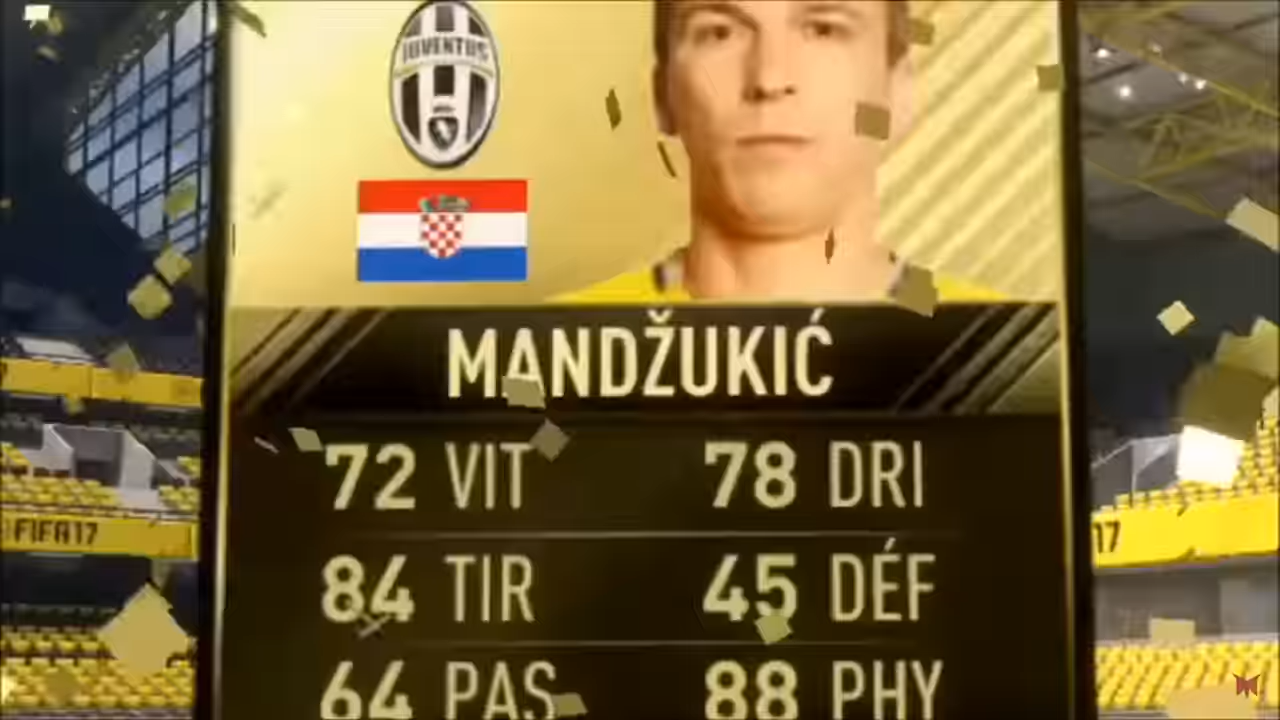 JUVENTUS
MANDŽUKIĆ
72 VIT 78 DRI
84 TIR 45 DÉF
FIFA17 17
64 PAS 88 PHY